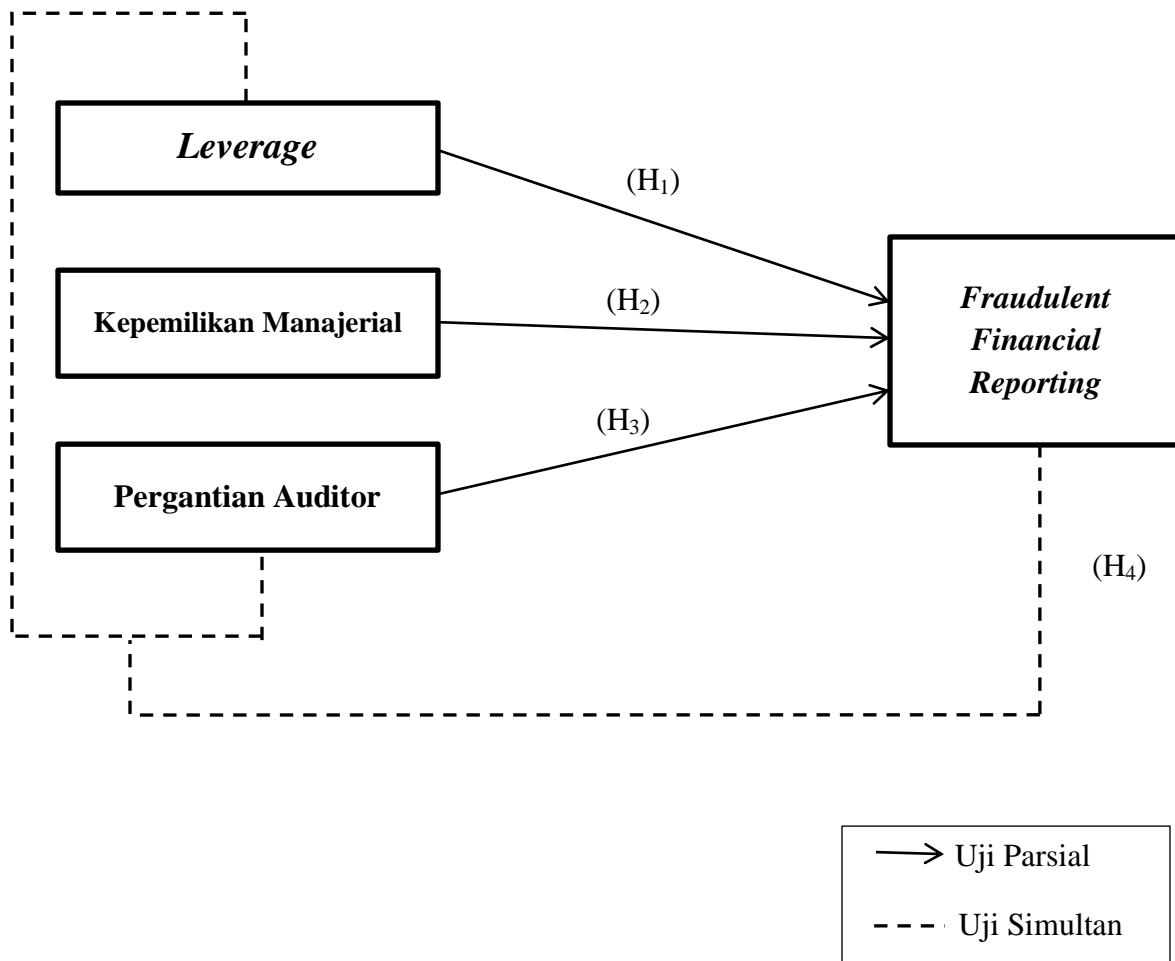 Leverage
(H₁)
Kepemilikan Manajerial
(H₂)
Fraudulent
Financial
Reporting
(H₃)
Pergantian Auditor
(H₄)
Uji Parsial
Uji Simultan